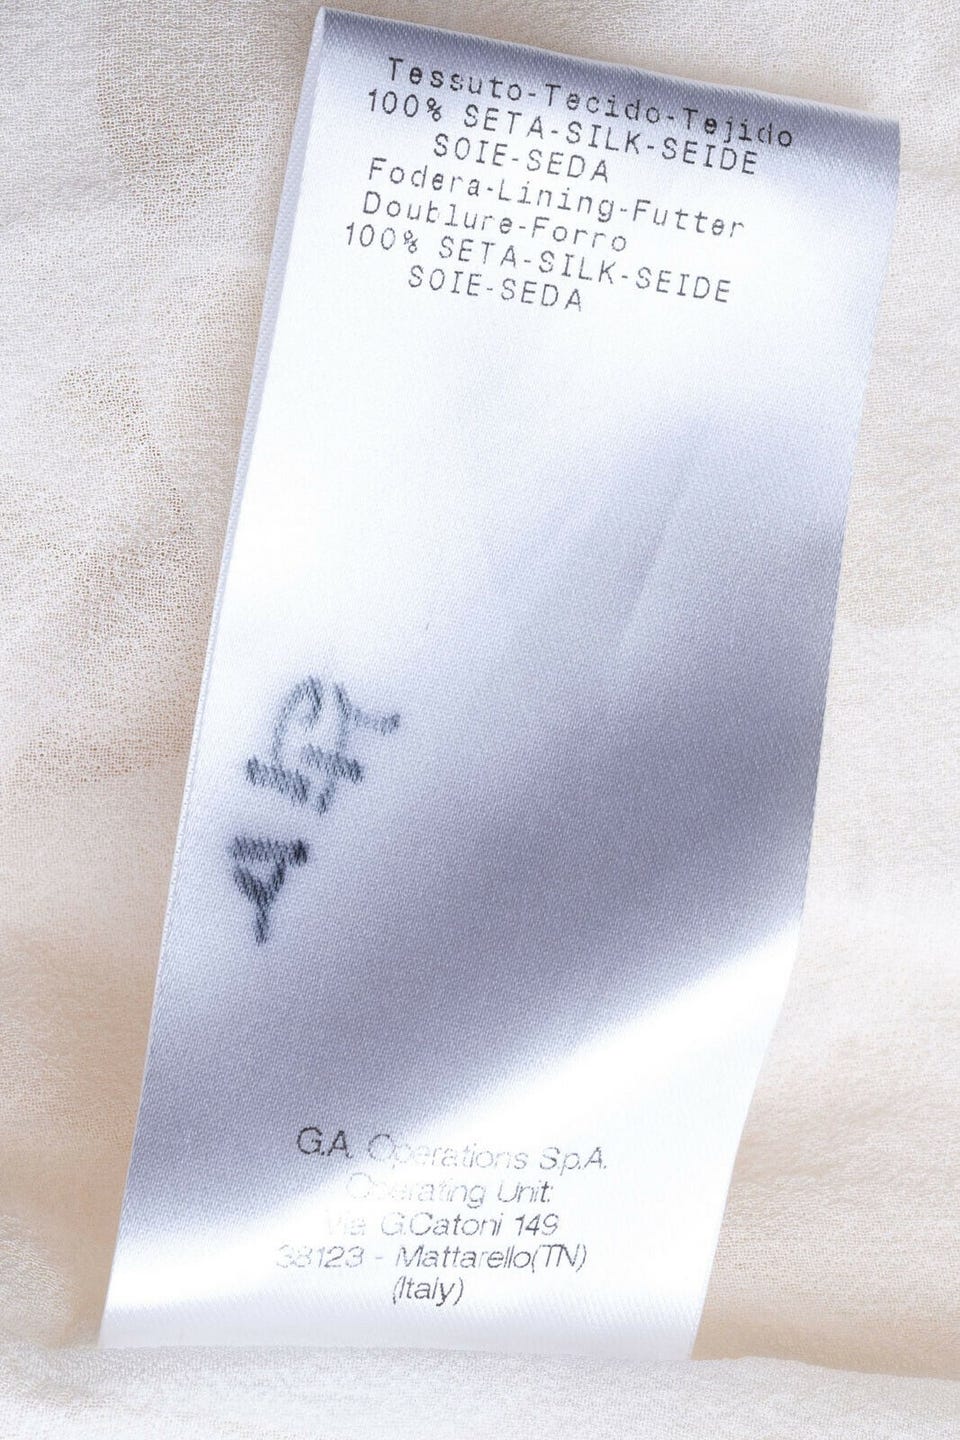 Tessuto-Tecido-Tejido
100% SETA-SILK-SEIDE
SOIE-SEDA
Fodera-Lining-Futter
Doublure-Forro
100% SETA-SILK-SEIDE
SOIE-SEDA
G.A. Operations S.p.A.
Operating Unit:
Via G.Catoni 149
38123 - Mattarello(TN)
(Italy)